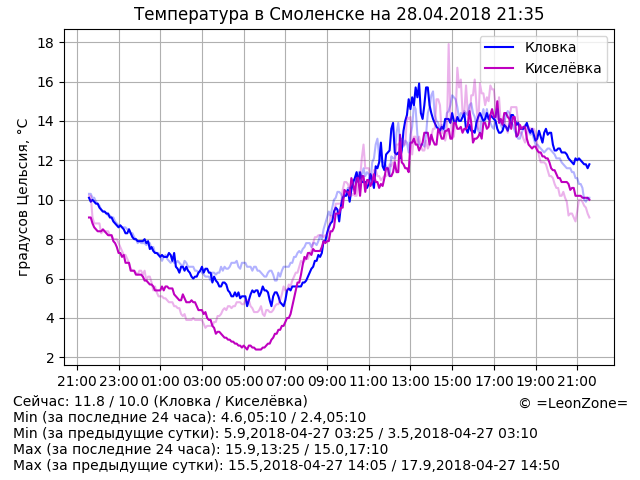 Температура в Смоленске на 28.04.2018 21:35
Кловка
Киселёвка
градусов Цельсия, °C
18
16
14
12
10
8
6
4
2
21:00 23:00 01:00 03:00 05:00 07:00 09:00 11:00 13:00 15:00 17:00 19:00 21:00
Сейчас: 11.8 / 10.0 (Кловка / Киселёвка)
© =LeonZone=
Min (за последние 24 часа): 4.6,05:10 / 2.4,05:10
Min (за предыдущие сутки): 5.9,2018-04-27 03:25 / 3.5,2018-04-27 03:10
Max (за последние 24 часа): 15.9,13:25 / 15.0,17:10
Max (за предыдущие сутки): 15.5,2018-04-27 14:05 / 17.9,2018-04-27 14:50